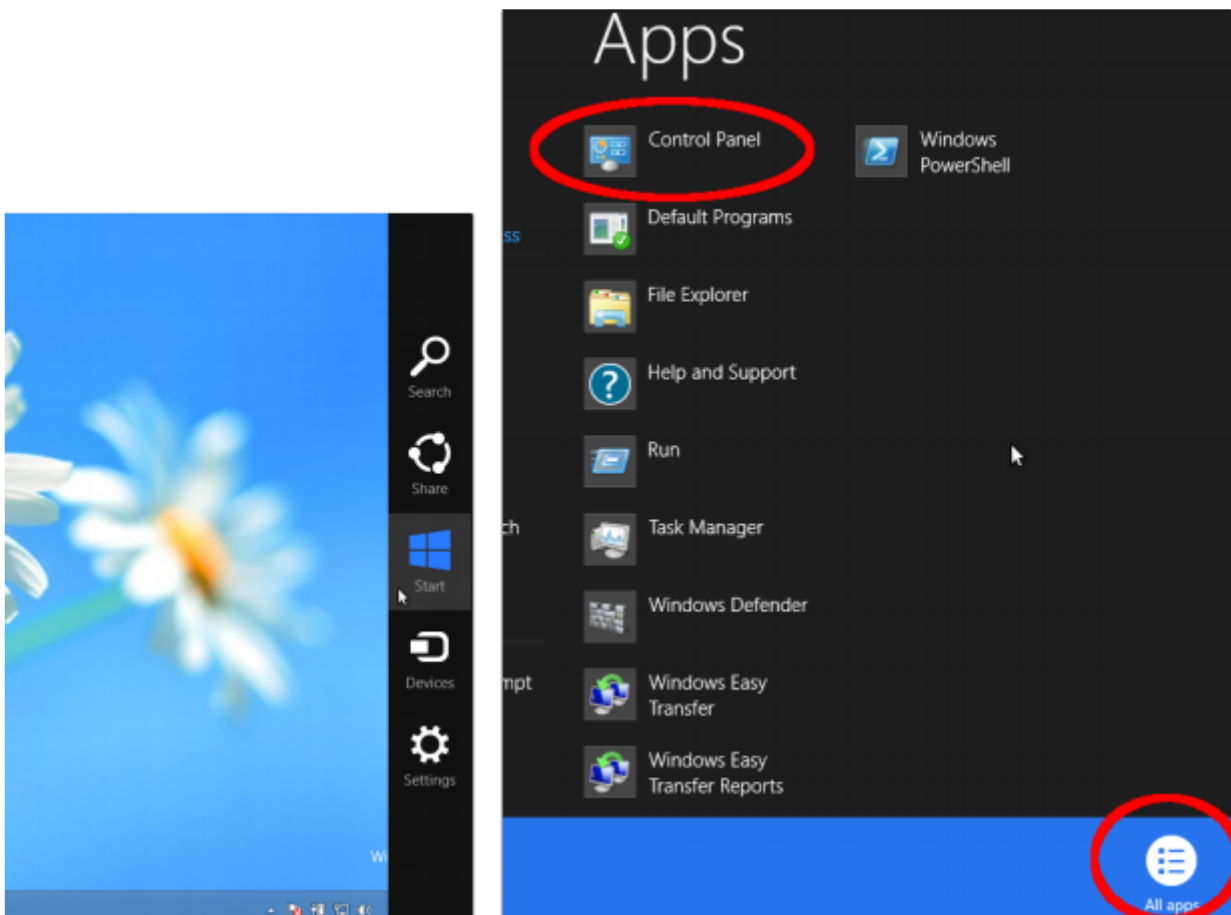 Search
Share
Start
Devices
Settings
Wi
Apps
Control Panel
Windows
PowerShell
ss
Default Programs
File Explorer
Help and Support
Run
ch
Task Manager
Windows Defender
mpt
Windows Easy
Transfer
Windows Easy
Transfer Reports
All apps